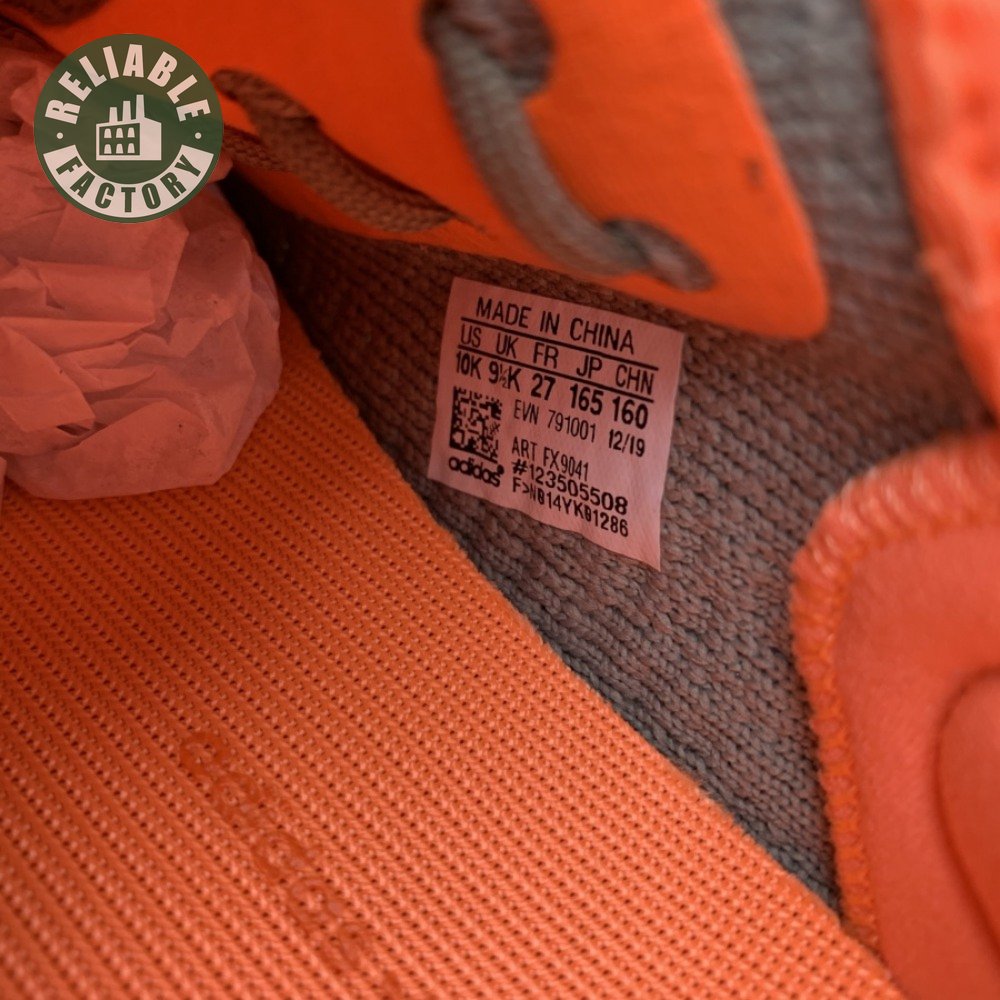 RELIABLE
FACTORY
MADE IN CHINA
US UK FR JP CHN
10K 9½K 27 165 160
EVN 791001 12/19
ART FX9041
#123505508
adidas
F>N014YK01286